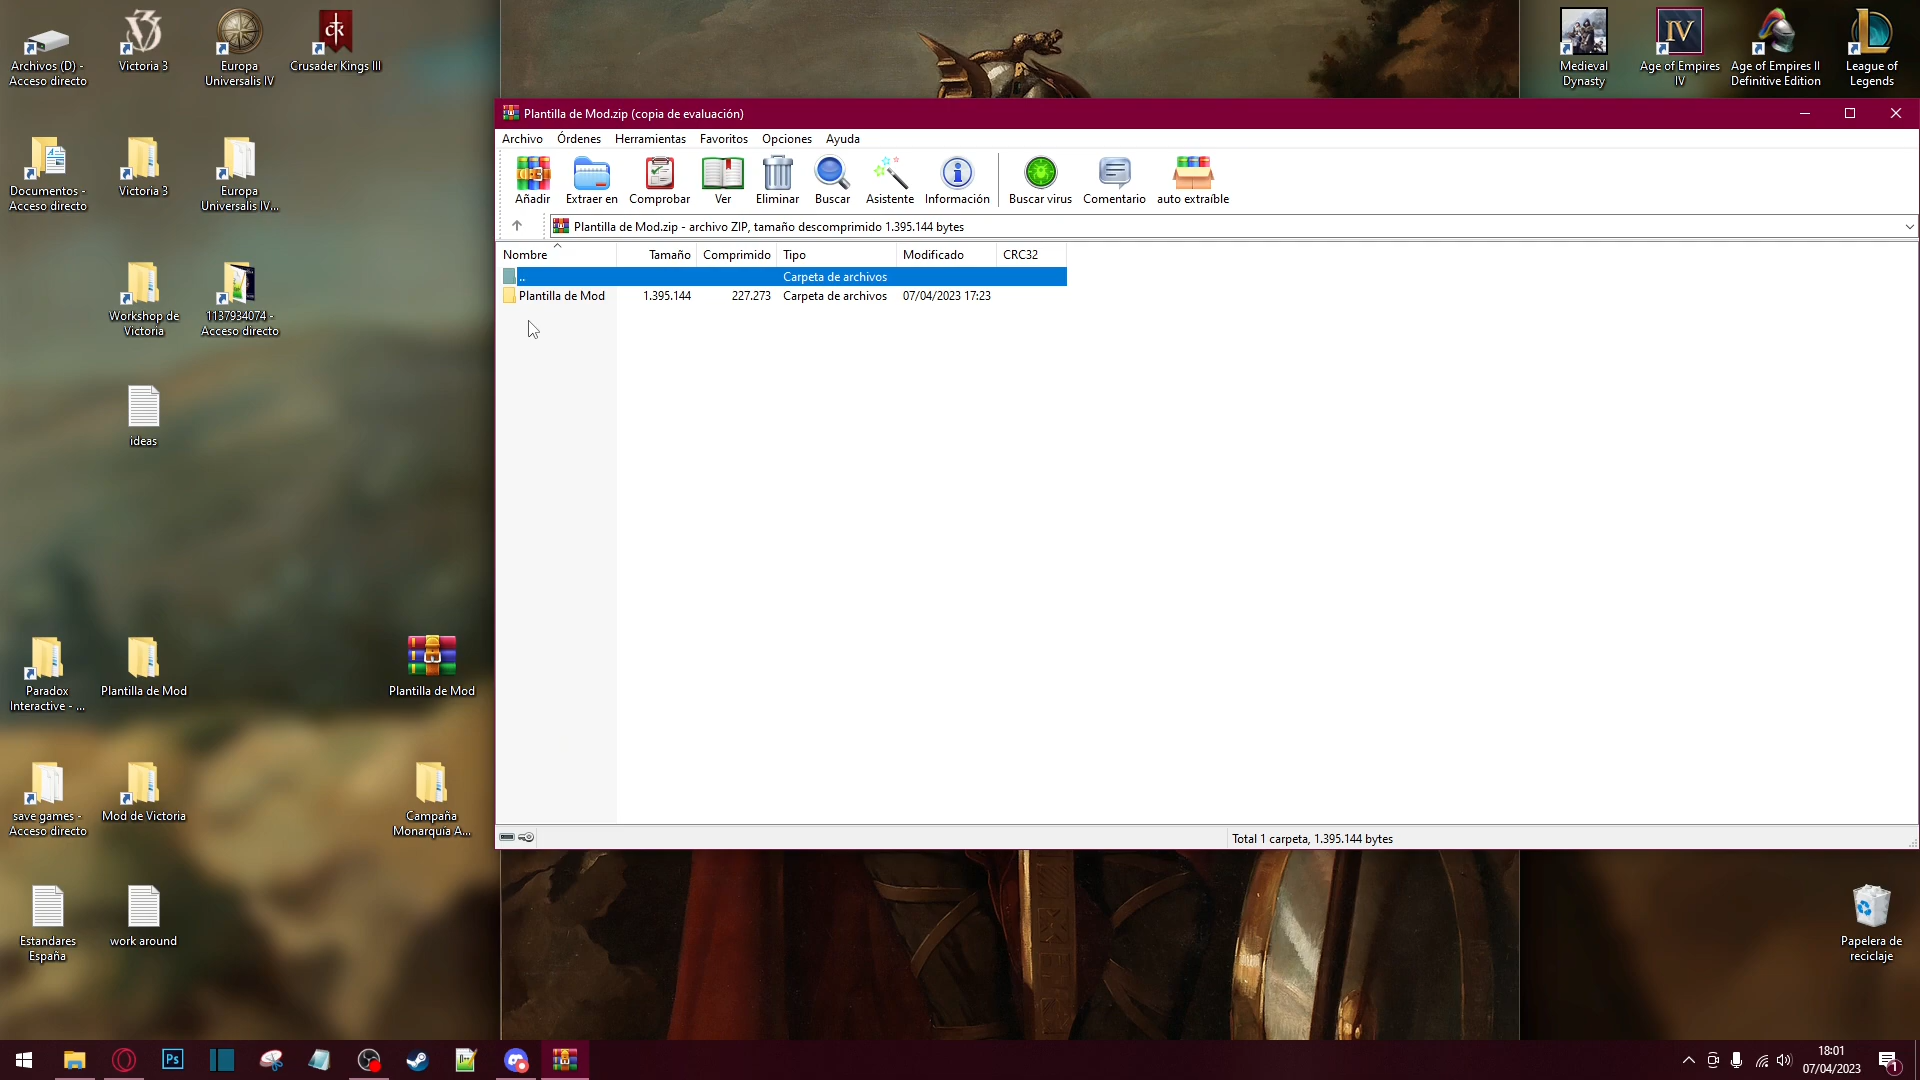 Archivos (D) -
Acceso directo
Victoria 3
Europa
Universalis IV
Crusader Kings III
Medieval
Dynasty
Age of Empires
IV
Age of Empires II
Definitive Edition
League of
Legends
Documentos -
Acceso directo
Victoria 3
Europa
Universalis IV...
Workshop de
Victoria
1137934074 -
Acceso directo
ideas
Paradox
Interactive - ...
Plantilla de Mod
Plantilla de Mod
save games -
Acceso directo
Mod de Victoria
Campaña
Monarquia A...
Estandares
España
work around
Papelera de
reciclaje
Plantilla de Mod.zip (copia de evaluación)
Archivo Órdenes Herramientas Favoritos Opciones Ayuda
Añadir Extraer en Comprobar Ver Eliminar Buscar Asistente Información Buscar virus Comentario auto extraíble
Plantilla de Mod.zip - archivo ZIP, tamaño descomprimido 1.395.144 bytes
Nombre Tamaño Comprimido Tipo Modificado CRC32
.. Carpeta de archivos
Plantilla de Mod 1.395.144 227.273 Carpeta de archivos 07/04/2023 17:23
Total 1 carpeta, 1.395.144 bytes
Ps
18:01
07/04/2023
1